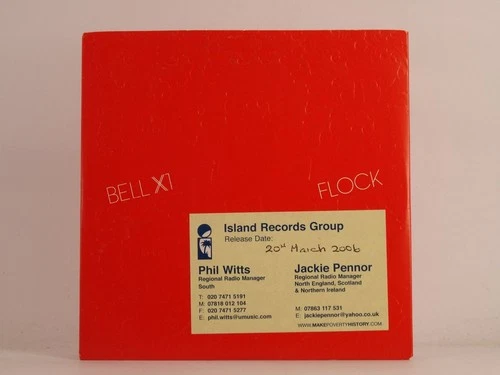 BELL X1
FLOCK
Island Records Group
Release Date:
20th March 2006
Phil Witts
Regional Radio Manager
South
T: 020 7471 5191
M: 07818 012 104
F: 020 7471 5277
E: phil.witts@umusic.com
Jackie Pennor
Regional Radio Manager
North England, Scotland
& Northern Ireland
M: 07863 117 531
E: jackiepennor@yahoo.co.uk
WWW.MAKEPOVERTYHISTORY.COM